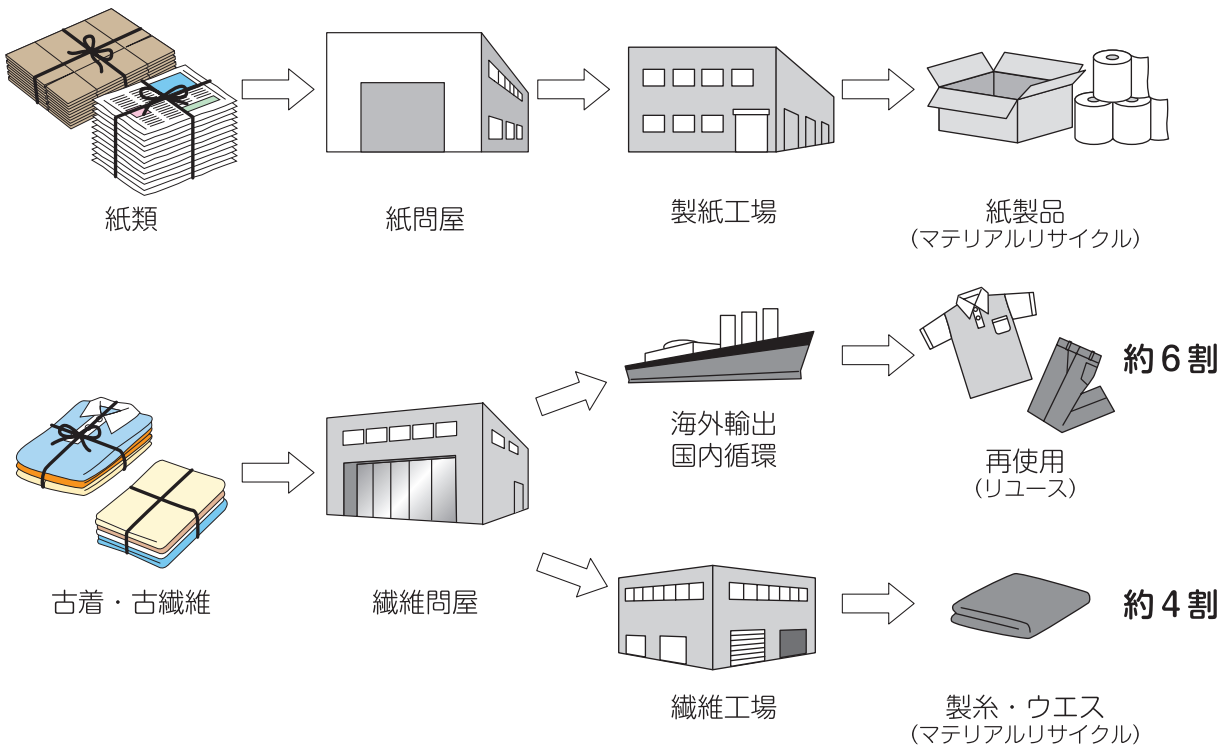 紙類
紙問屋
製紙工場
紙製品
（マテリアルリサイクル）
海外輸出
国内循環
再使用
（リユース）
約6割
古着・古繊維
繊維問屋
繊維工場
製糸・ウエス
（マテリアルリサイクル）
約4割